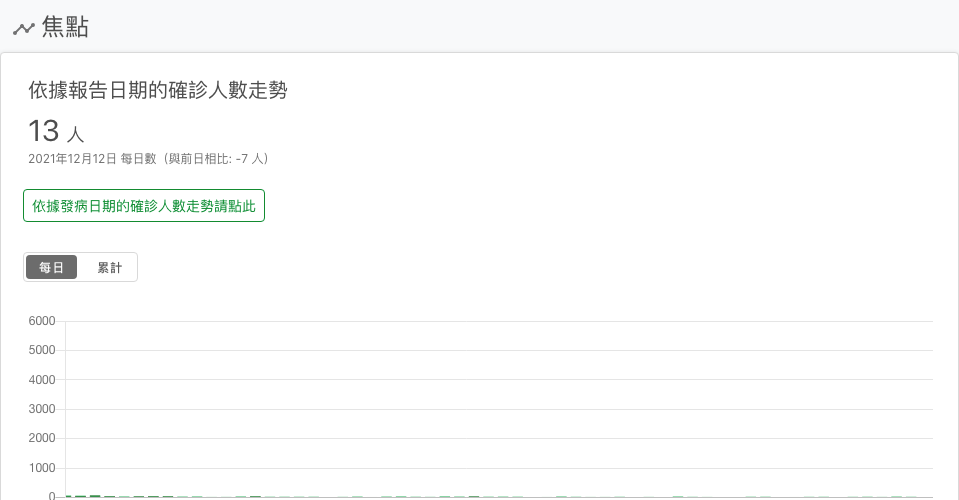 焦點
依據報告日期的確診人數走勢
13 人
2021年12月12日 每日數（與前日相比: -7 人）
依據發病日期的確診人數走勢請點此
每日 累計
6000
5000
4000
3000
2000
1000
0